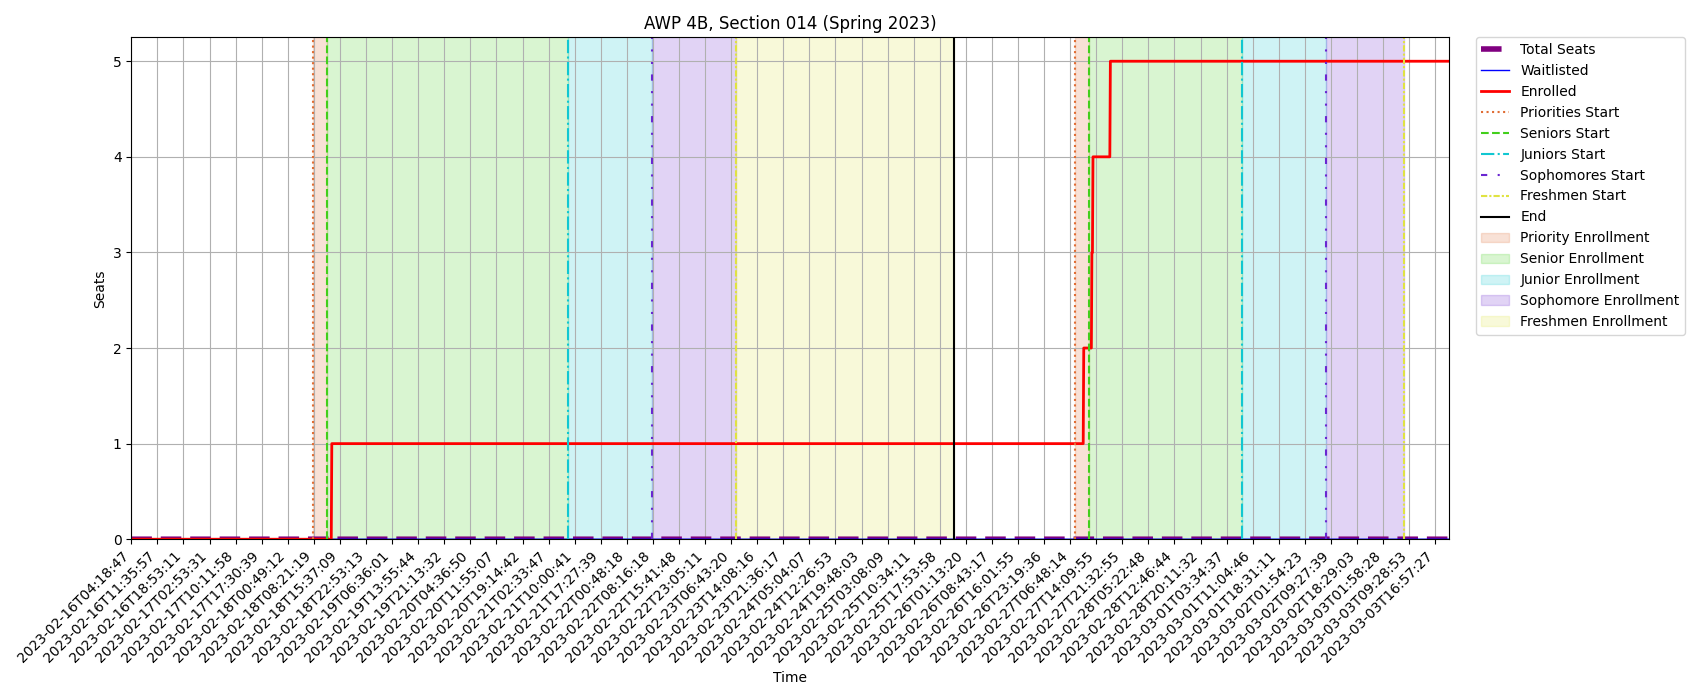 AWP 4B, Section 014 (Spring 2023)
Seats
5
4
3
2
1
0
2023-02-16T04:18:47
2023-02-16T11:35:57
2023-02-16T18:53:11
2023-02-17T02:53:31
2023-02-17T10:11:58
2023-02-17T17:30:39
2023-02-18T00:49:12
2023-02-18T08:21:19
2023-02-18T15:37:09
2023-02-18T22:53:13
2023-02-19T06:36:01
2023-02-19T13:55:44
2023-02-19T21:13:32
2023-02-20T04:36:50
2023-02-20T11:55:07
2023-02-20T19:14:42
2023-02-21T02:33:47
2023-02-21T10:00:41
2023-02-21T17:27:39
2023-02-22T00:48:18
2023-02-22T08:16:18
2023-02-22T15:41:48
2023-02-22T23:05:11
2023-02-23T06:43:20
2023-02-23T14:08:16
2023-02-23T21:36:17
2023-02-24T05:04:07
2023-02-24T12:26:53
2023-02-24T19:48:03
2023-02-25T03:08:09
2023-02-25T10:34:11
2023-02-25T17:53:58
2023-02-26T01:13:20
2023-02-26T08:43:17
2023-02-26T16:01:55
2023-02-26T23:19:36
2023-02-27T06:48:14
2023-02-27T14:09:55
2023-02-27T21:32:55
2023-02-28T05:22:48
2023-02-28T12:46:44
2023-02-28T20:11:32
2023-03-01T03:34:37
2023-03-01T11:04:46
2023-03-01T18:31:11
2023-03-02T01:54:23
2023-03-02T09:27:39
2023-03-02T18:29:03
2023-03-03T01:58:28
2023-03-03T09:28:53
2023-03-03T16:57:27
Time
Total Seats
Waitlisted
Enrolled
Priorities Start
Seniors Start
Juniors Start
Sophomores Start
Freshmen Start
End
Priority Enrollment
Senior Enrollment
Junior Enrollment
Sophomore Enrollment
Freshmen Enrollment